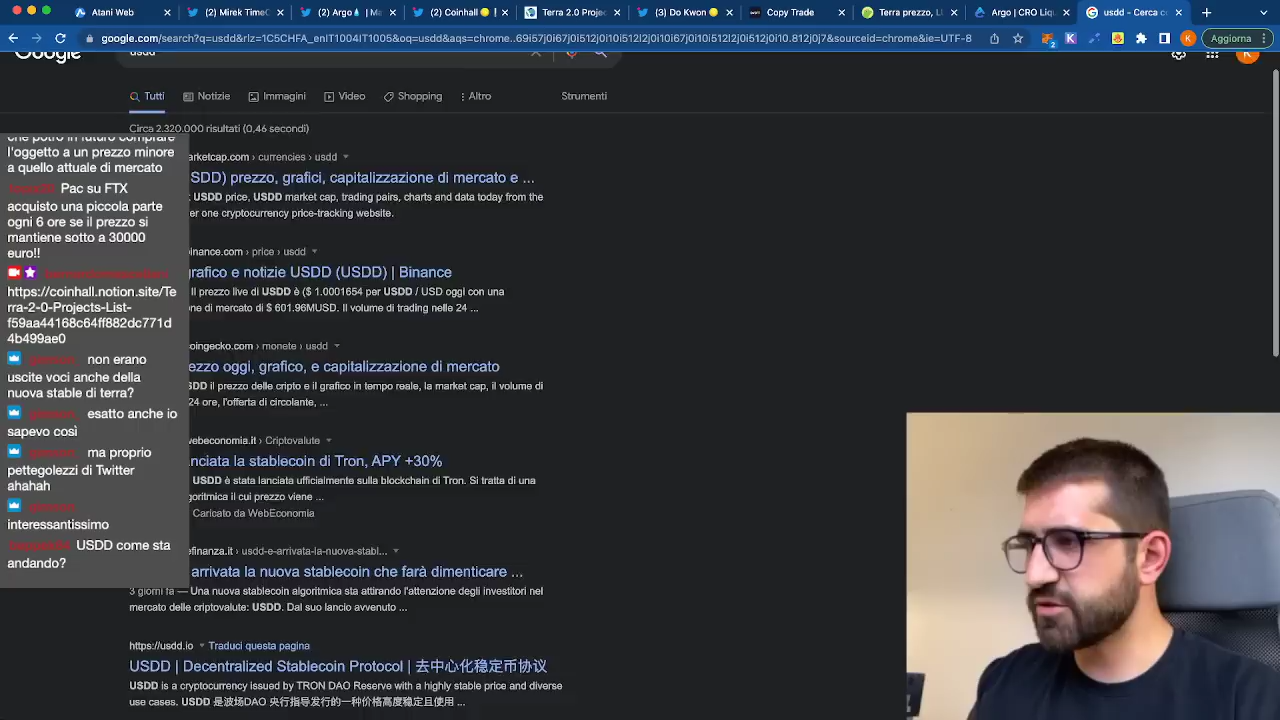 Atani Web
(2) Mirek TimeC
(2) Argo💧 | Ma
(2) Coinhall🟡 | !
Terra 2.0 Projec
(3) Do Kwon 🌕
Copy Trade
Terra prezzo, LU
Argo | CRO Liqu
usdd - Cerca co
google.com/search?q=usdd&rlz=1C5CHFA_enIT1004IT1005&oq=usdd&aqs=chrome..69i57j0i67j0i512j0i10i512l2j0i10i67j0i10i512j0i512j0i10.812j0j7&sourceid=chrome&ie=UTF-8
2
K
Aggiorna
Google
usdd
Tutti
Notizie
Immagini
Video
Shopping
Altro
Strumenti
Circa 2.320.000 risultati (0,46 secondi)
arketcap.com › currencies › usdd
SDD) prezzo, grafici, capitalizzazione di mercato e ...
t USDD price, USDD market cap, trading pairs, charts and data today from the
er one cryptocurrency price-tracking website.
inance.com › price › usdd
rafico e notizie USDD (USDD) | Binance
Il prezzo live di USDD è ($ 1.0001654 per USDD / USD oggi con una
ne di mercato di $ 601.96MUSD. Il volume di trading nelle 24 ...
oingecko.com › monete › usdd
ezzo oggi, grafico, e capitalizzazione di mercato
SDD il prezzo delle cripto e il grafico in tempo reale, la market cap, il volume di
24 ore, l'offerta di circolante, ...
webeconomia.it › Criptovalute
nciata la stablecoin di Tron, APY +30%
USDD è stata lanciata ufficialmente sulla blockchain di Tron. Si tratta di una
goritmica il cui prezzo viene ...
Caricato da WebEconomia
efinanza.it › usdd-e-arrivata-la-nuova-stabl...
arrivata la nuova stablecoin che farà dimenticare ...
3 giorni fa — Una nuova stablecoin algoritmica sta attirando l'attenzione degli investitori nel
mercato delle criptovalute: USDD. Dal suo lancio avvenuto ...
https://usdd.io
Traduci questa pagina
USDD | Decentralized Stablecoin Protocol | 去中心化稳定币协议
USDD is a cryptocurrency issued by TRON DAO Reserve with a highly stable price and diverse
use cases. USDD 是波场DAO 央行指导发行的一种价格高度稳定且使用 ...
che potrò in futuro comprare
l'oggetto a un prezzo minore
a quello attuale di mercato
Pac su FTX
acquisto una piccola parte
ogni 6 ore se il prezzo si
mantiene sotto a 30000
euro!!
https://coinhall.notion.site/Te
rra-2-0-Projects-List-
f59aa44168c64ff882dc771d
4b499ae0
non erano
uscite voci anche della
nuova stable di terra?
esatto anche io
sapevo così
ma proprio
pettegolezzi di Twitter
ahahah
interessantissimo
USDD come sta
andando?